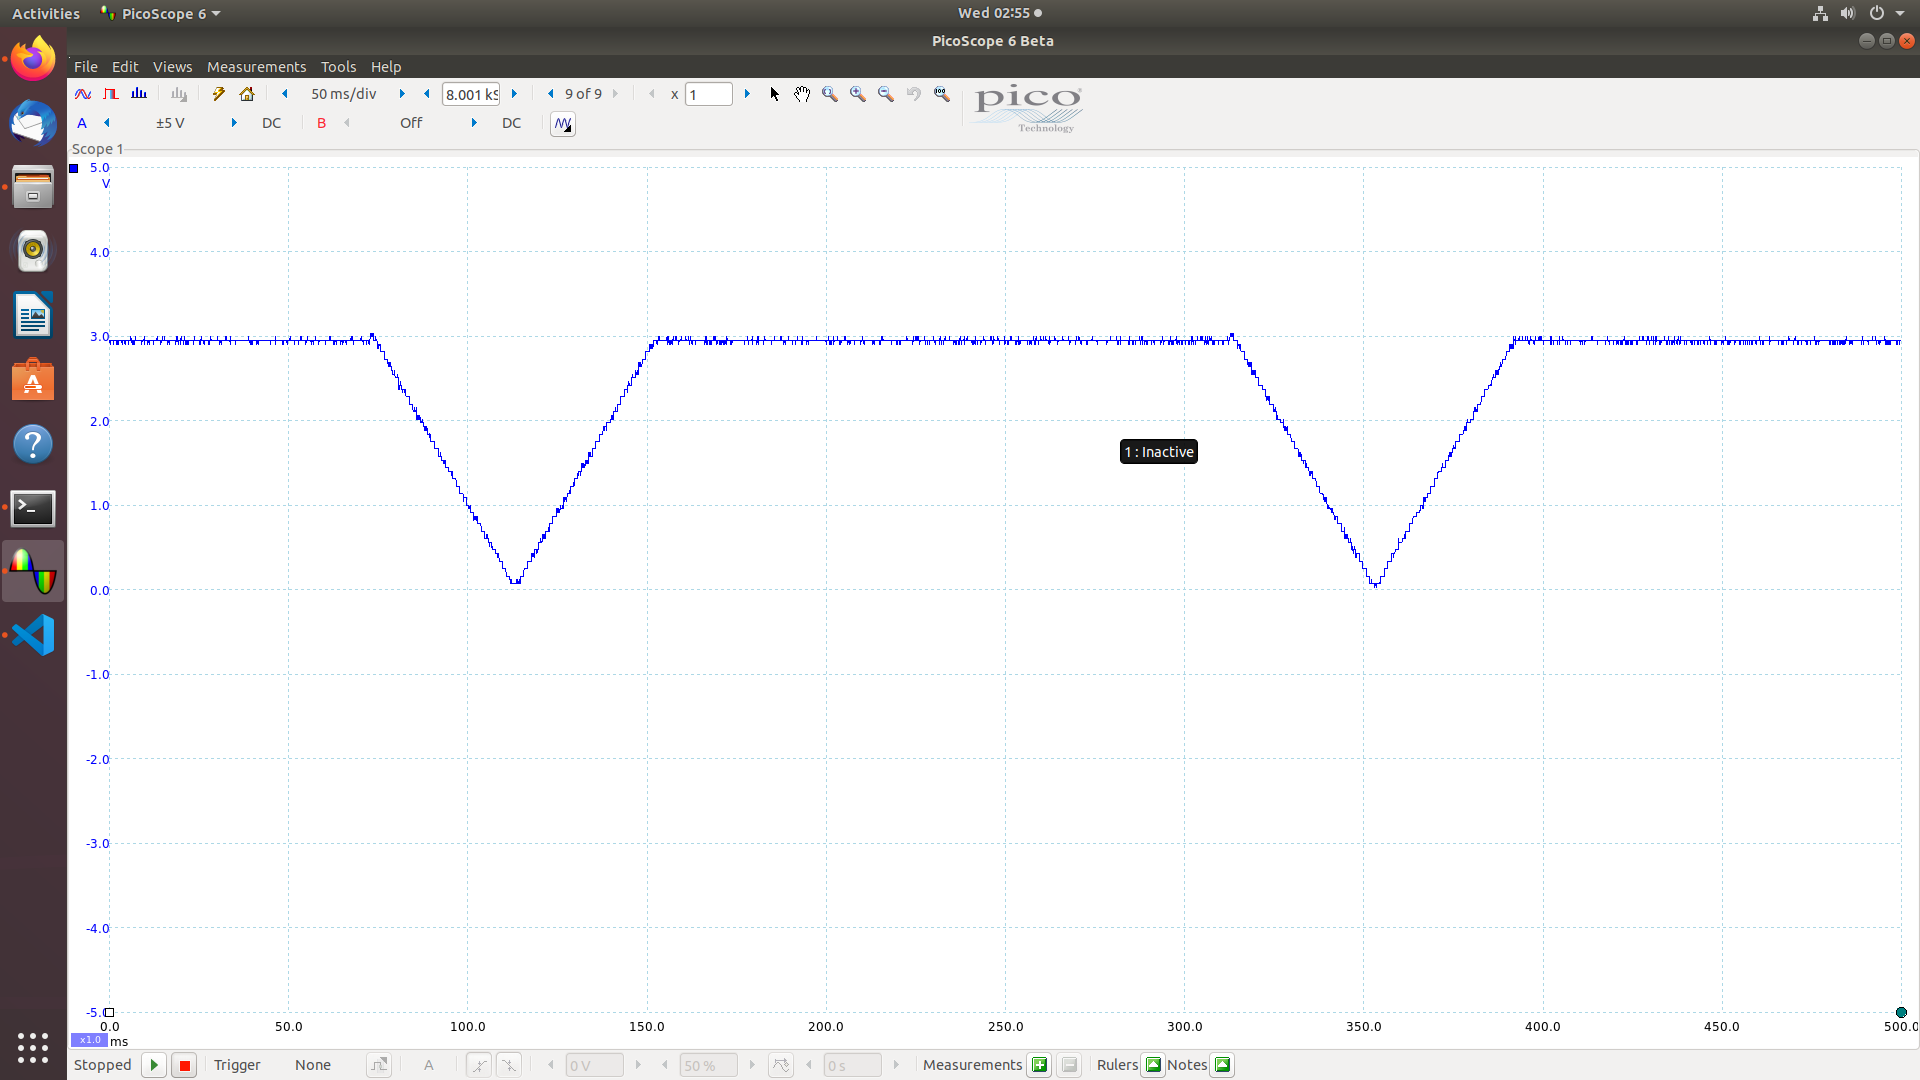 Activities PicoScope 6 Wed 02:55
PicoScope 6 Beta
File Edit Views Measurements Tools Help
50 ms/div 8.001 kS 9 of 9 x 1
pico
Technology
A ±5 V DC B Off DC
Scope 1
5.0
V
4.0
3.0
2.0
1 : Inactive
1.0
0.0
-1.0
-2.0
-3.0
-4.0
-5.0
0.0 50.0 100.0 150.0 200.0 250.0 300.0 350.0 400.0 450.0 500.0
x1.0 ms
Stopped Trigger None A 0 V 50 % 0 s Measurements Rulers Notes